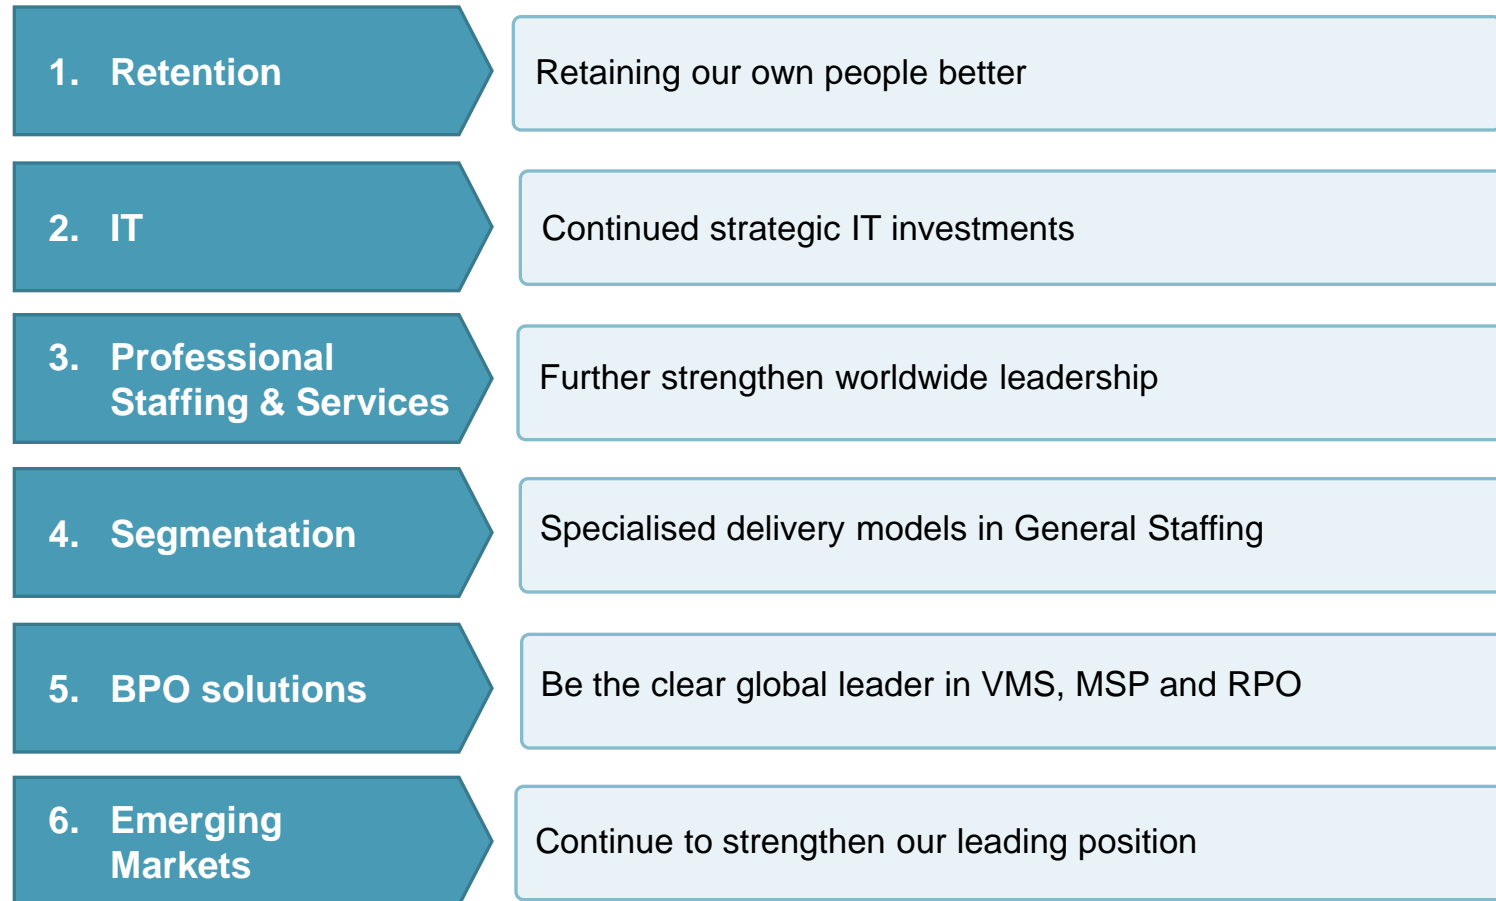 1. Retention
Retaining our own people better
2. IT
Continued strategic IT investments
3. Professional
Staffing & Services
Further strengthen worldwide leadership
4. Segmentation
Specialised delivery models in General Staffing
5. BPO solutions
Be the clear global leader in VMS, MSP and RPO
6. Emerging
Markets
Continue to strengthen our leading position